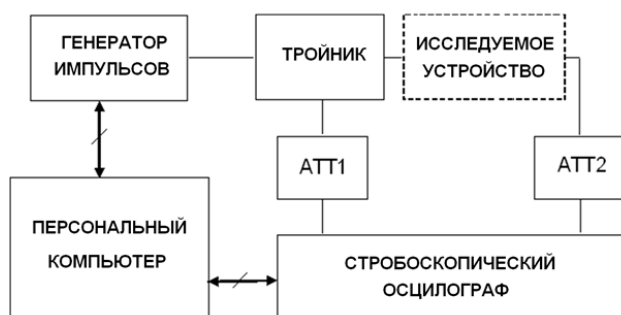 ГЕНЕРАТОР
ИМПУЛЬСОВ
ТРОЙНИК
ИССЛЕДУЕМОЕ
УСТРОЙСТВО
АТТ1
АТТ2
ПЕРСОНАЛЬНЫЙ
КОМПЬЮТЕР
СТРОБОСКОПИЧЕСКИЙ
ОСЦИЛОГРАФ